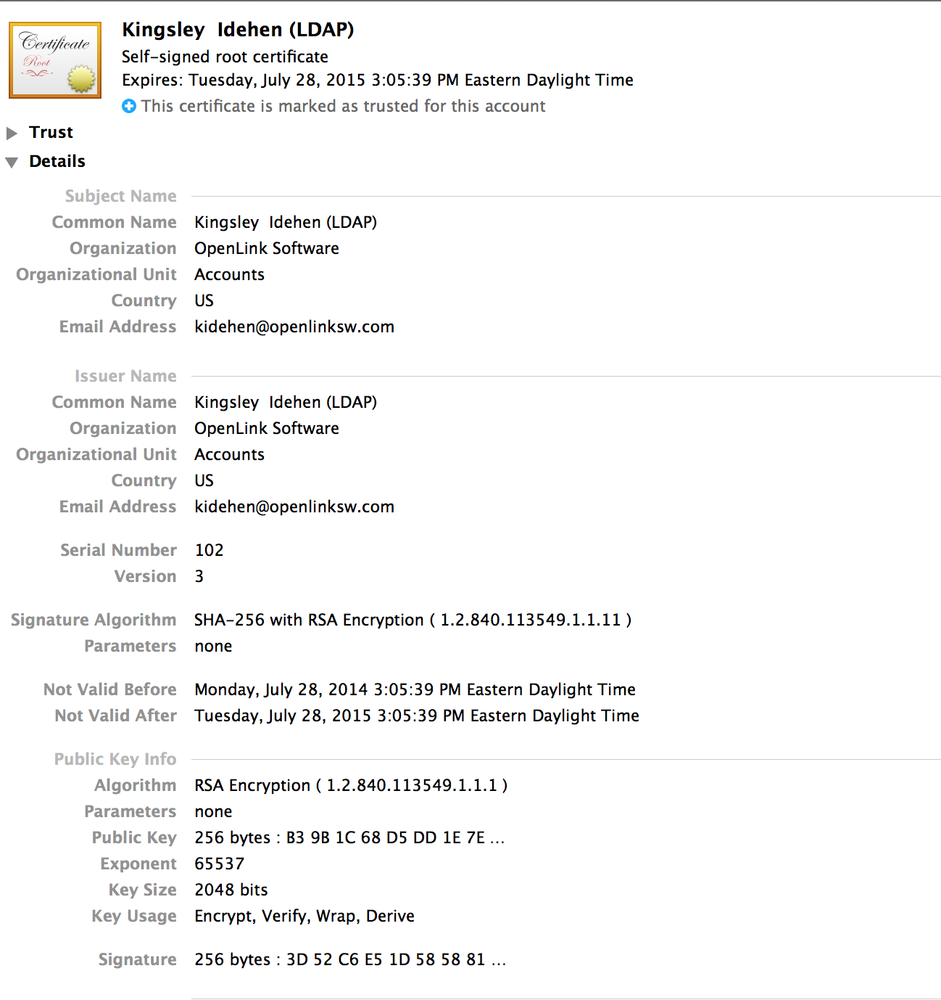 Certificate
Root
Kingsley  Idehen (LDAP)
Self-signed root certificate
Expires: Tuesday, July 28, 2015 3:05:39 PM Eastern Daylight Time
This certificate is marked as trusted for this account
Trust
Details
Subject Name
Common Name Kingsley  Idehen (LDAP)
Organization OpenLink Software
Organizational Unit Accounts
Country US
Email Address kidehen@openlinksw.com
Issuer Name
Common Name Kingsley  Idehen (LDAP)
Organization OpenLink Software
Organizational Unit Accounts
Country US
Email Address kidehen@openlinksw.com
Serial Number 102
Version 3
Signature Algorithm SHA-256 with RSA Encryption ( 1.2.840.113549.1.1.11 )
Parameters none
Not Valid Before Monday, July 28, 2014 3:05:39 PM Eastern Daylight Time
Not Valid After Tuesday, July 28, 2015 3:05:39 PM Eastern Daylight Time
Public Key Info
Algorithm RSA Encryption ( 1.2.840.113549.1.1.1 )
Parameters none
Public Key 256 bytes : B3 9B 1C 68 D5 DD 1E 7E ...
Exponent 65537
Key Size 2048 bits
Key Usage Encrypt, Verify, Wrap, Derive
Signature 256 bytes : 3D 52 C6 E5 1D 58 58 81 ...